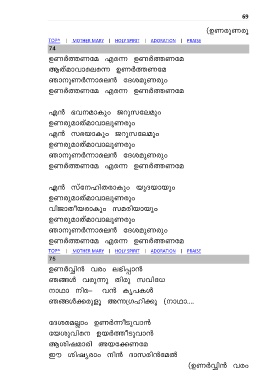 69
(ഉണരുണരൂ
TOP^ | MOTHER MARY | HOLY SPIRIT | ADORATION | PRAISE
74
ഉണർത്തണമേ എന്നെ ഉണർത്തണമേ
ആത്മാവാലെന്നെ ഉണർത്തണമേ
ഞാനുണർന്നാലെൻ ദേശമുണരും
ഉണർത്തണമേ എന്നെ ഉണർത്തണമേ
എൻ ഭവനമാകും ജറുസലേമും
ഉണരുമാത്മാവാലുണരും
എൻ സഭയാകും ജറുസലേമും
ഉണരുമാത്മാവാലുണരും
ഞാനുണർന്നാലെൻ ദേശമുണരും
ഉണർത്തണമേ എന്നെ ഉണർത്തണമേ
എൻ സ്നേഹിതരാകും യൂദയായും
ഉണരുമാത്മാവാലുണരും
വിജാതീയരാകും സമരിയായും
ഉണരുമാത്മാവാലുണരും
ഞാനുണർന്നാലെൻ ദേശമുണരും
ഉണർത്തണമേ എന്നെ ഉണർത്തണമേ
TOP^ | MOTHER MARY | HOLY SPIRIT | ADORATION | PRAISE
75
ഉണർവ്വിൻ വരം ലഭിപ്പാൻ
ഞങ്ങൾ വരുന്നു തിരു സവിധേ
നാഥാ നിര– വൻ കൃപകൾ
ഞങ്ങൾക്കരുളൂ അനുഗ്രഹിക്കൂ (നാഥാ....
ദേശമെല്ലാം ഉണർന്നീടുവാൻ
യേശുവിനെ ഉയർത്തീടുവാൻ
ആശിഷമാരി അയക്കേണമേ
ഈ ശിഷ്യരാം നിൻ ദാസരിൻമേൽ
(ഉണർവ്വിൻ വരം